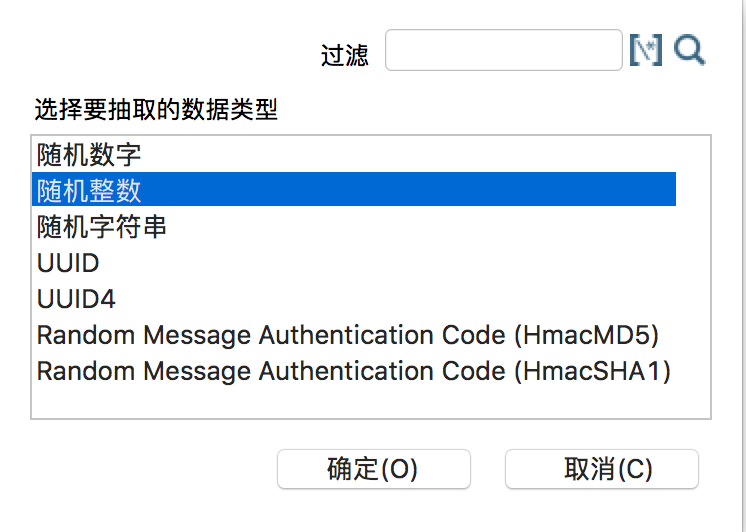 过滤
选择要抽取的数据类型
随机数字
随机整数
随机字符串
UUID
UUID4
Random Message Authentication Code (HmacMD5)
Random Message Authentication Code (HmacSHA1)
确定(O) 取消(C)